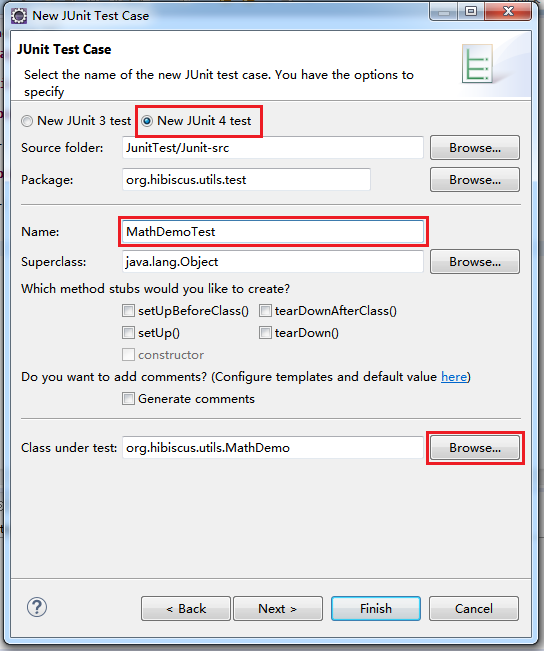 New JUnit Test Case
JUnit Test Case
Select the name of the new JUnit test case. You have the options to
specify
New JUnit 3 test New JUnit 4 test
Source folder: JunitTest/Junit-src Browse...
Package: org.hibiscus.utils.test Browse...
Name: MathDemoTest
Superclass: java.lang.Object Browse...
Which method stubs would you like to create?
setUpBeforeClass() tearDownAfterClass()
setUp() tearDown()
constructor
Do you want to add comments? (Configure templates and default value here)
Generate comments
Class under test: org.hibiscus.utils.MathDemo Browse...
? < Back Next > Finish Cancel